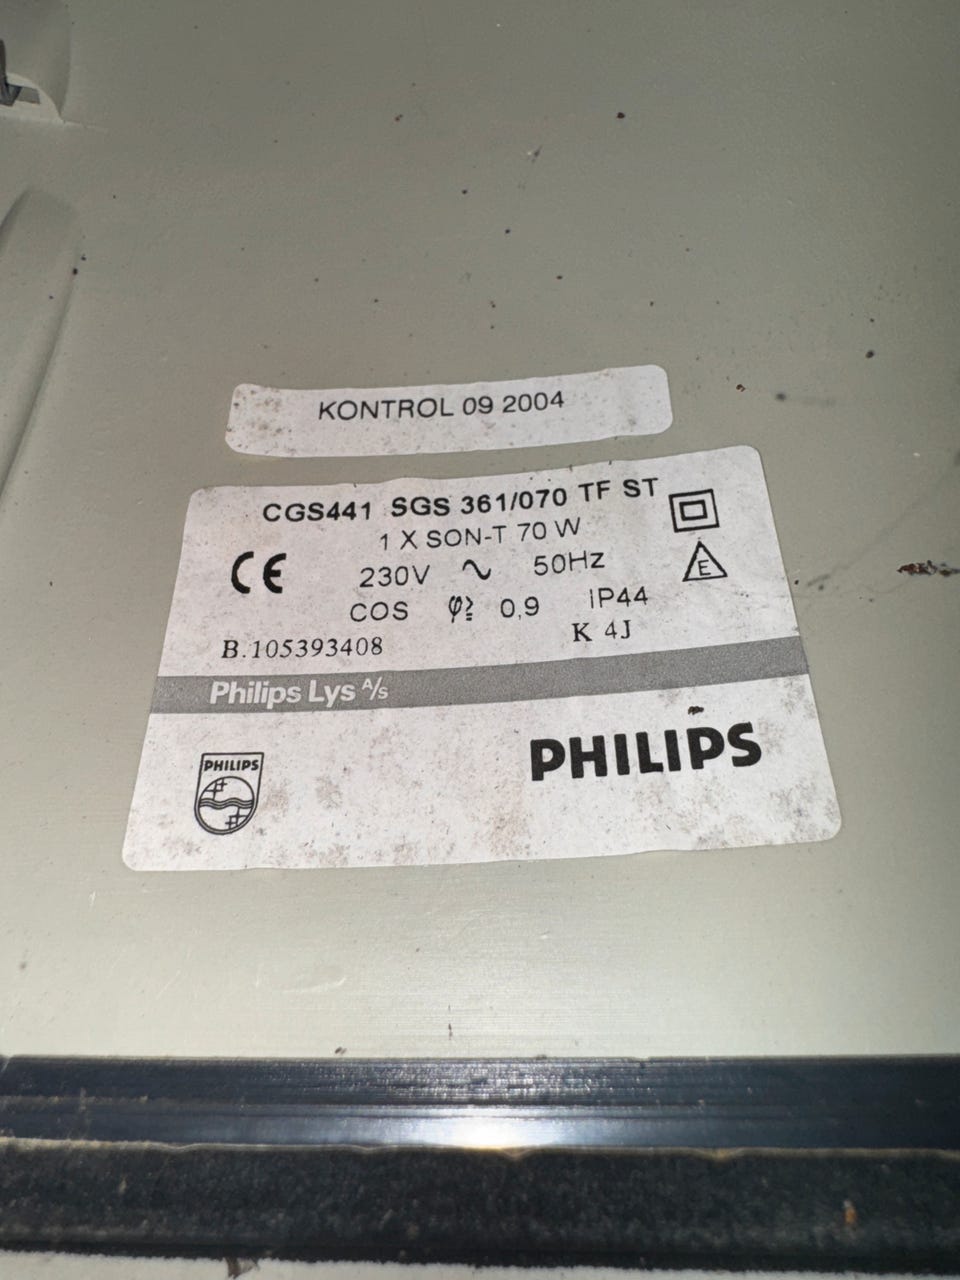 KONTROL 09 2004
CGS441 SGS 361/070 TF ST
1 X SON-T 70 W
CE 230V ~ 50Hz
E
COS φ≥ 0,9 IP44
B.105393408 K 4J
Philips Lys A/s
PHILIPS
PHILIPS